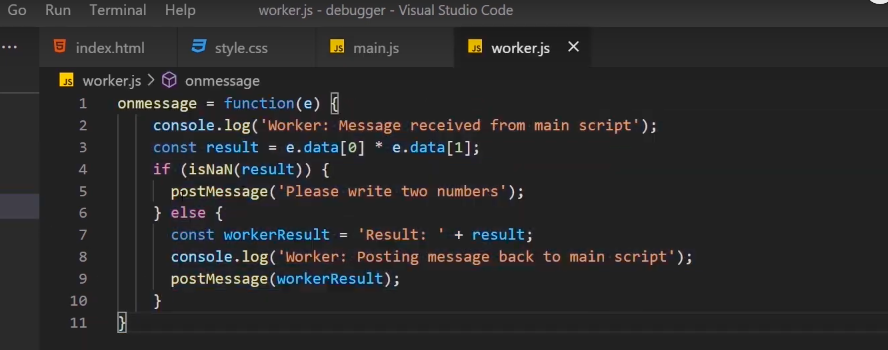 Go Run Terminal Help worker.js - debugger - Visual Studio Code
... index.html style.css JS main.js JS worker.js ×
JS worker.js > onmessage
1 onmessage = function(e) {
2     console.log('Worker: Message received from main script');
3     const result = e.data[0] * e.data[1];
4     if (isNaN(result)) {
5       postMessage('Please write two numbers');
6     } else {
7       const workerResult = 'Result: ' + result;
8       console.log('Worker: Posting message back to main script');
9       postMessage(workerResult);
10     }
11 }